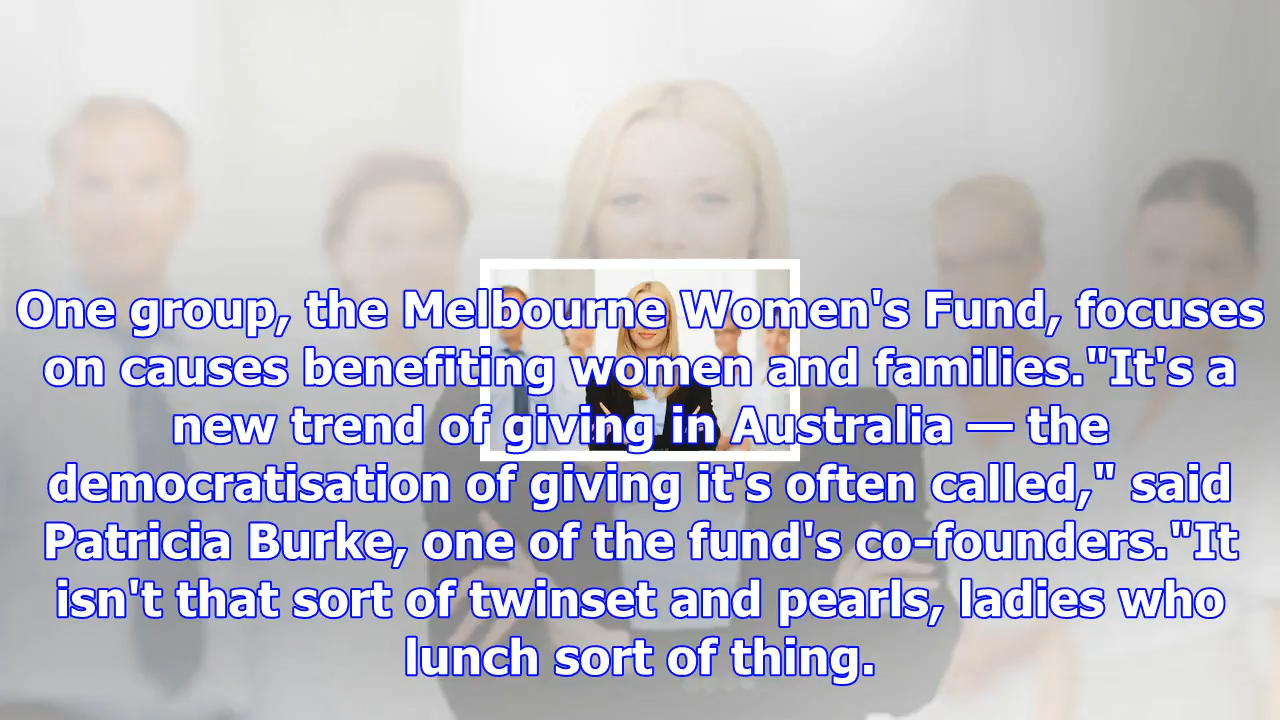 One group, the Melbourne Women's Fund, focuses
on causes benefiting women and families."It's a
new trend of giving in Australia — the
democratisation of giving it's often called," said
Patricia Burke, one of the fund's co-founders."It
isn't that sort of twinset and pearls, ladies who
lunch sort of thing.